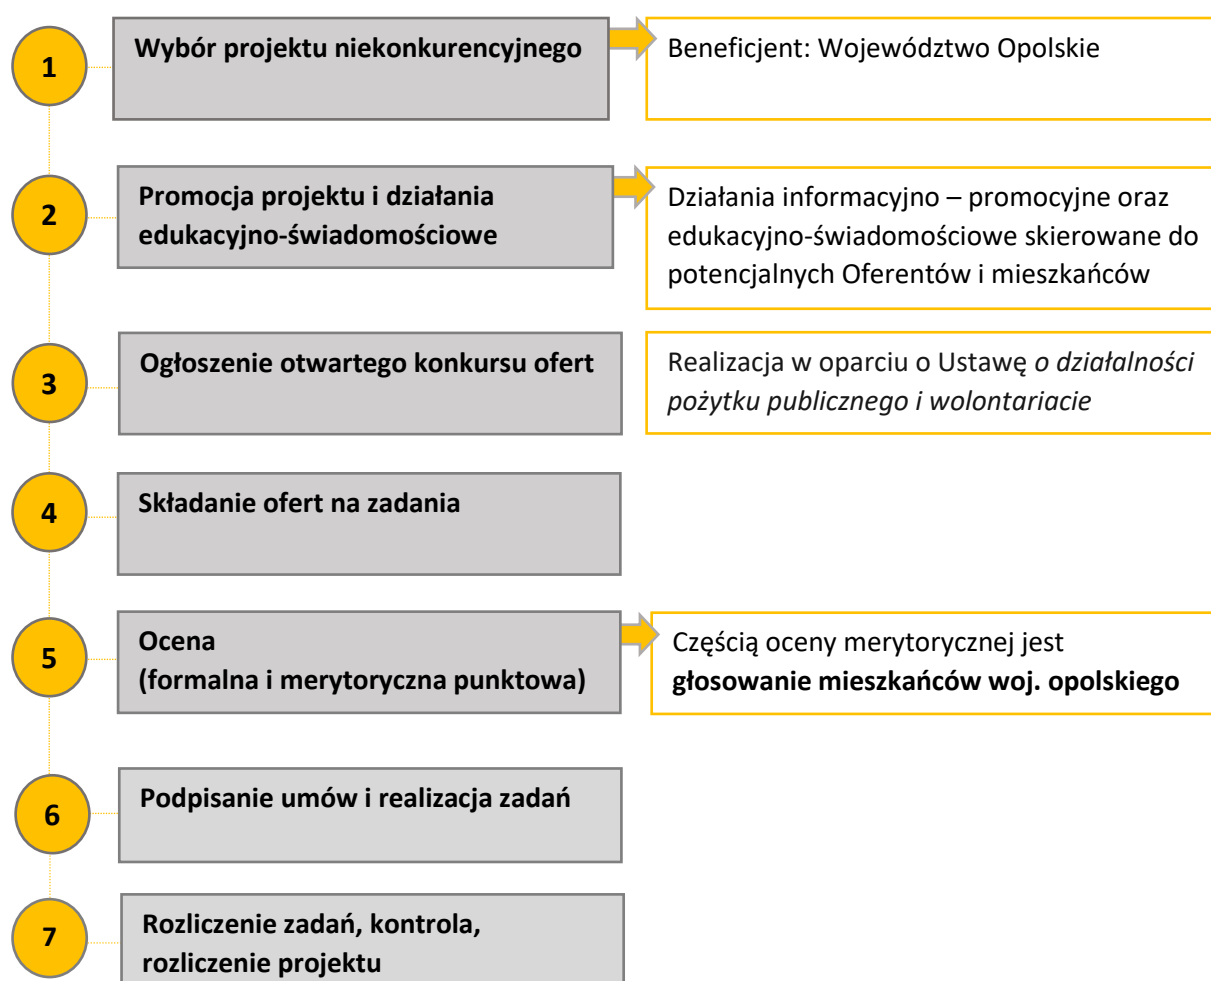 1
Wybór projektu niekonkurencyjnego
Beneficjent: Województwo Opolskie
2
Promocja projektu i działania
edukacyjno-świadomościowe
Działania informacyjno – promocyjne oraz
edukacyjno-świadomościowe skierowane do
potencjalnych Oferentów i mieszkańców
3
Ogłoszenie otwartego konkursu ofert
Realizacja w oparciu o Ustawę o działalności
pożytku publicznego i wolontariacie
4
Składanie ofert na zadania
5
Ocena
(formalna i merytoryczna punktowa)
Częścią oceny merytorycznej jest
głosowanie mieszkańców woj. opolskiego
6
Podpisanie umów i realizacja zadań
7
Rozliczenie zadań, kontrola,
rozliczenie projektu